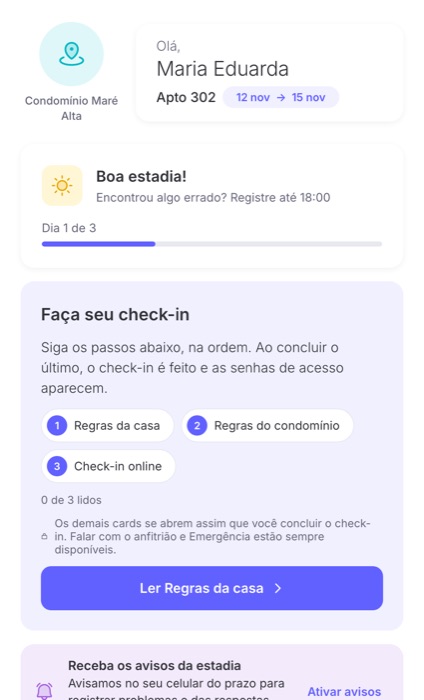 Olá,
Maria Eduarda
Condomínio Maré
Alta
Apto 302
12 nov → 15 nov
Boa estadia!
Encontrou algo errado? Registre até 18:00
Dia 1 de 3
Faça seu check-in
Siga os passos abaixo, na ordem. Ao concluir o
último, o check-in é feito e as senhas de acesso
aparecem.
1 Regras da casa
2 Regras do condomínio
3 Check-in online
0 de 3 lidos
Os demais cards se abrem assim que você concluir o check-
in. Falar com o anfitrião e Emergência estão sempre
disponíveis.
Ler Regras da casa
Receba os avisos da estadia
Avisamos no seu celular do prazo para
Ativar avisos
registrar problemas e das respostas